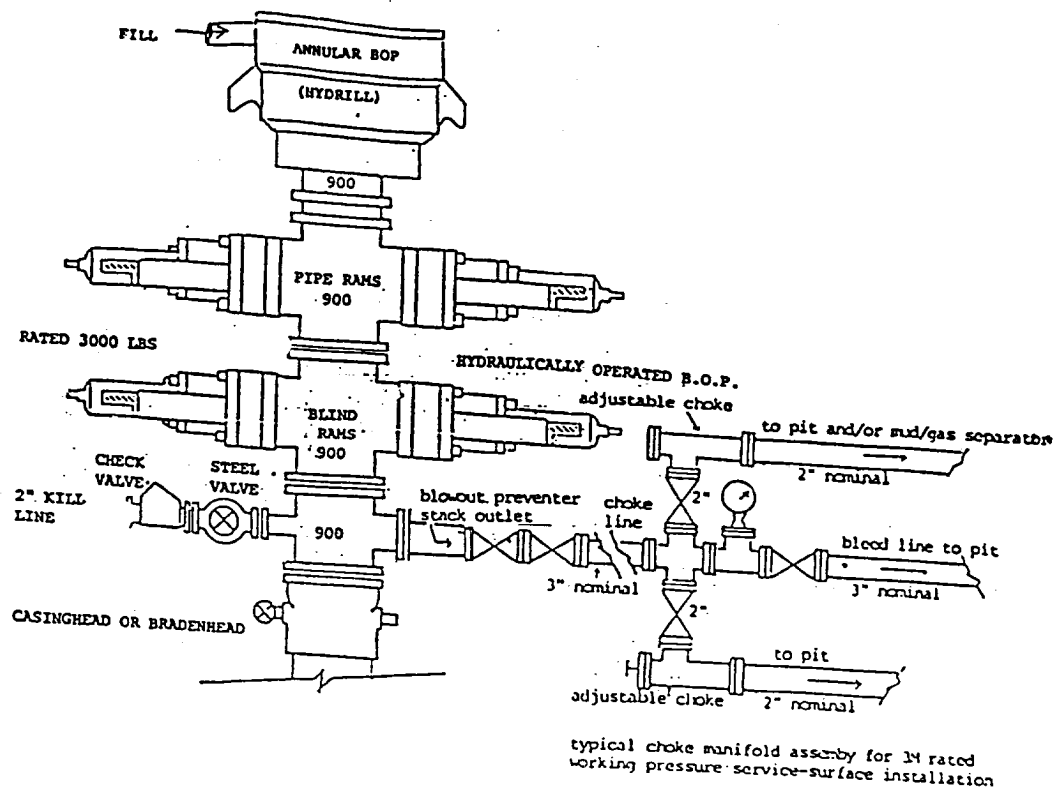 FILL
ANNULAR BOP
(HYDRILL)
900
PIPE RAMS
900
RATED 3000 LBS
HYDRAULICALLY OPERATED B.O.P.
adjustable choke
to pit and/or mud/gas separator
2" nominal
BLIND
RAMS
900
CHECK
VALVE
STEEL
VALVE
2" KILL
LINE
blowout preventer
stack outlet
choke
line
2"
900
3" nominal
bleed line to pit
3" nominal
2"
CASINGHEAD OR BRADENHEAD
to pit
adjustable choke
2" nominal
typical choke manifold assemby for 3M rated
working pressure service-surface installation